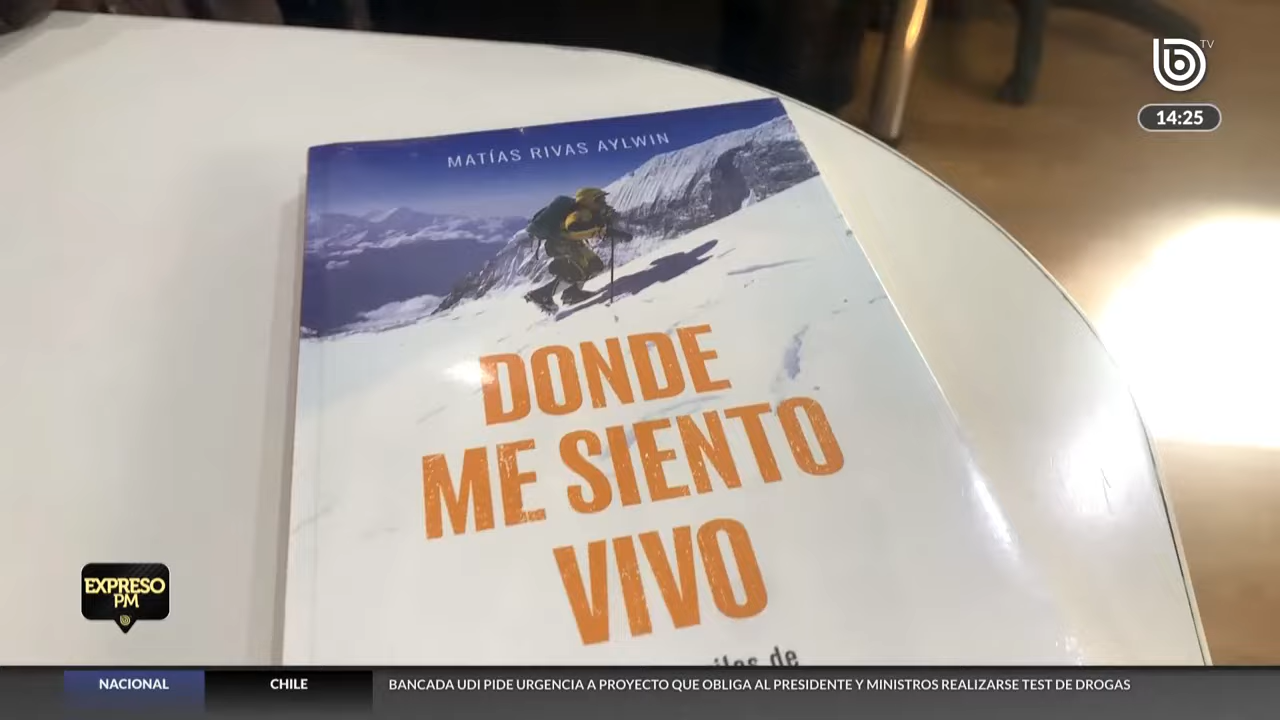 TV
14:25
MATÍAS RIVAS AYLWIN
DONDE
ME SIENTO
VIVO
EXPRESO
PM
NACIONAL
CHILE
BANCADA UDI PIDE URGENCIA A PROYECTO QUE OBLIGA AL PRESIDENTE Y MINISTROS REALIZARSE TEST DE DROGAS